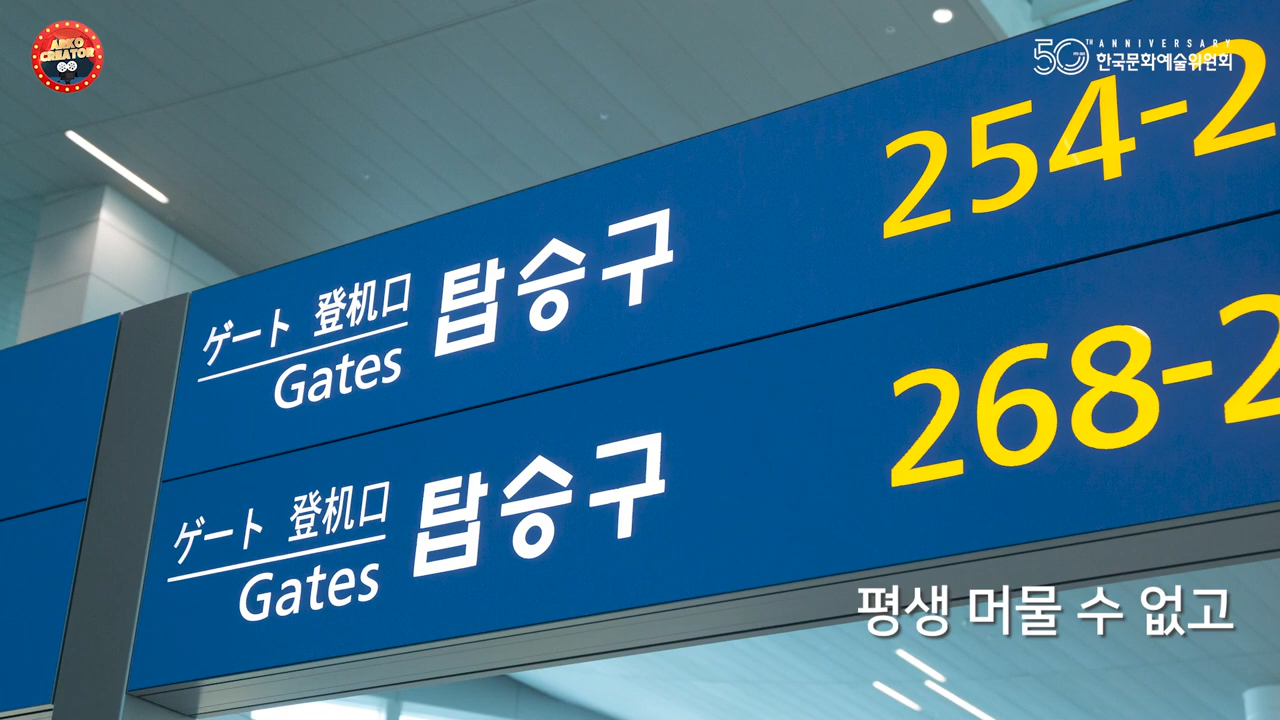 ARKO
CREATOR
50TH ANNIVERSARY
한국문화예술위원회
ゲート 登机口
Gates
탑승구
254-2
ゲート 登机口
Gates
탑승구
268-2
평생 머물 수 없고